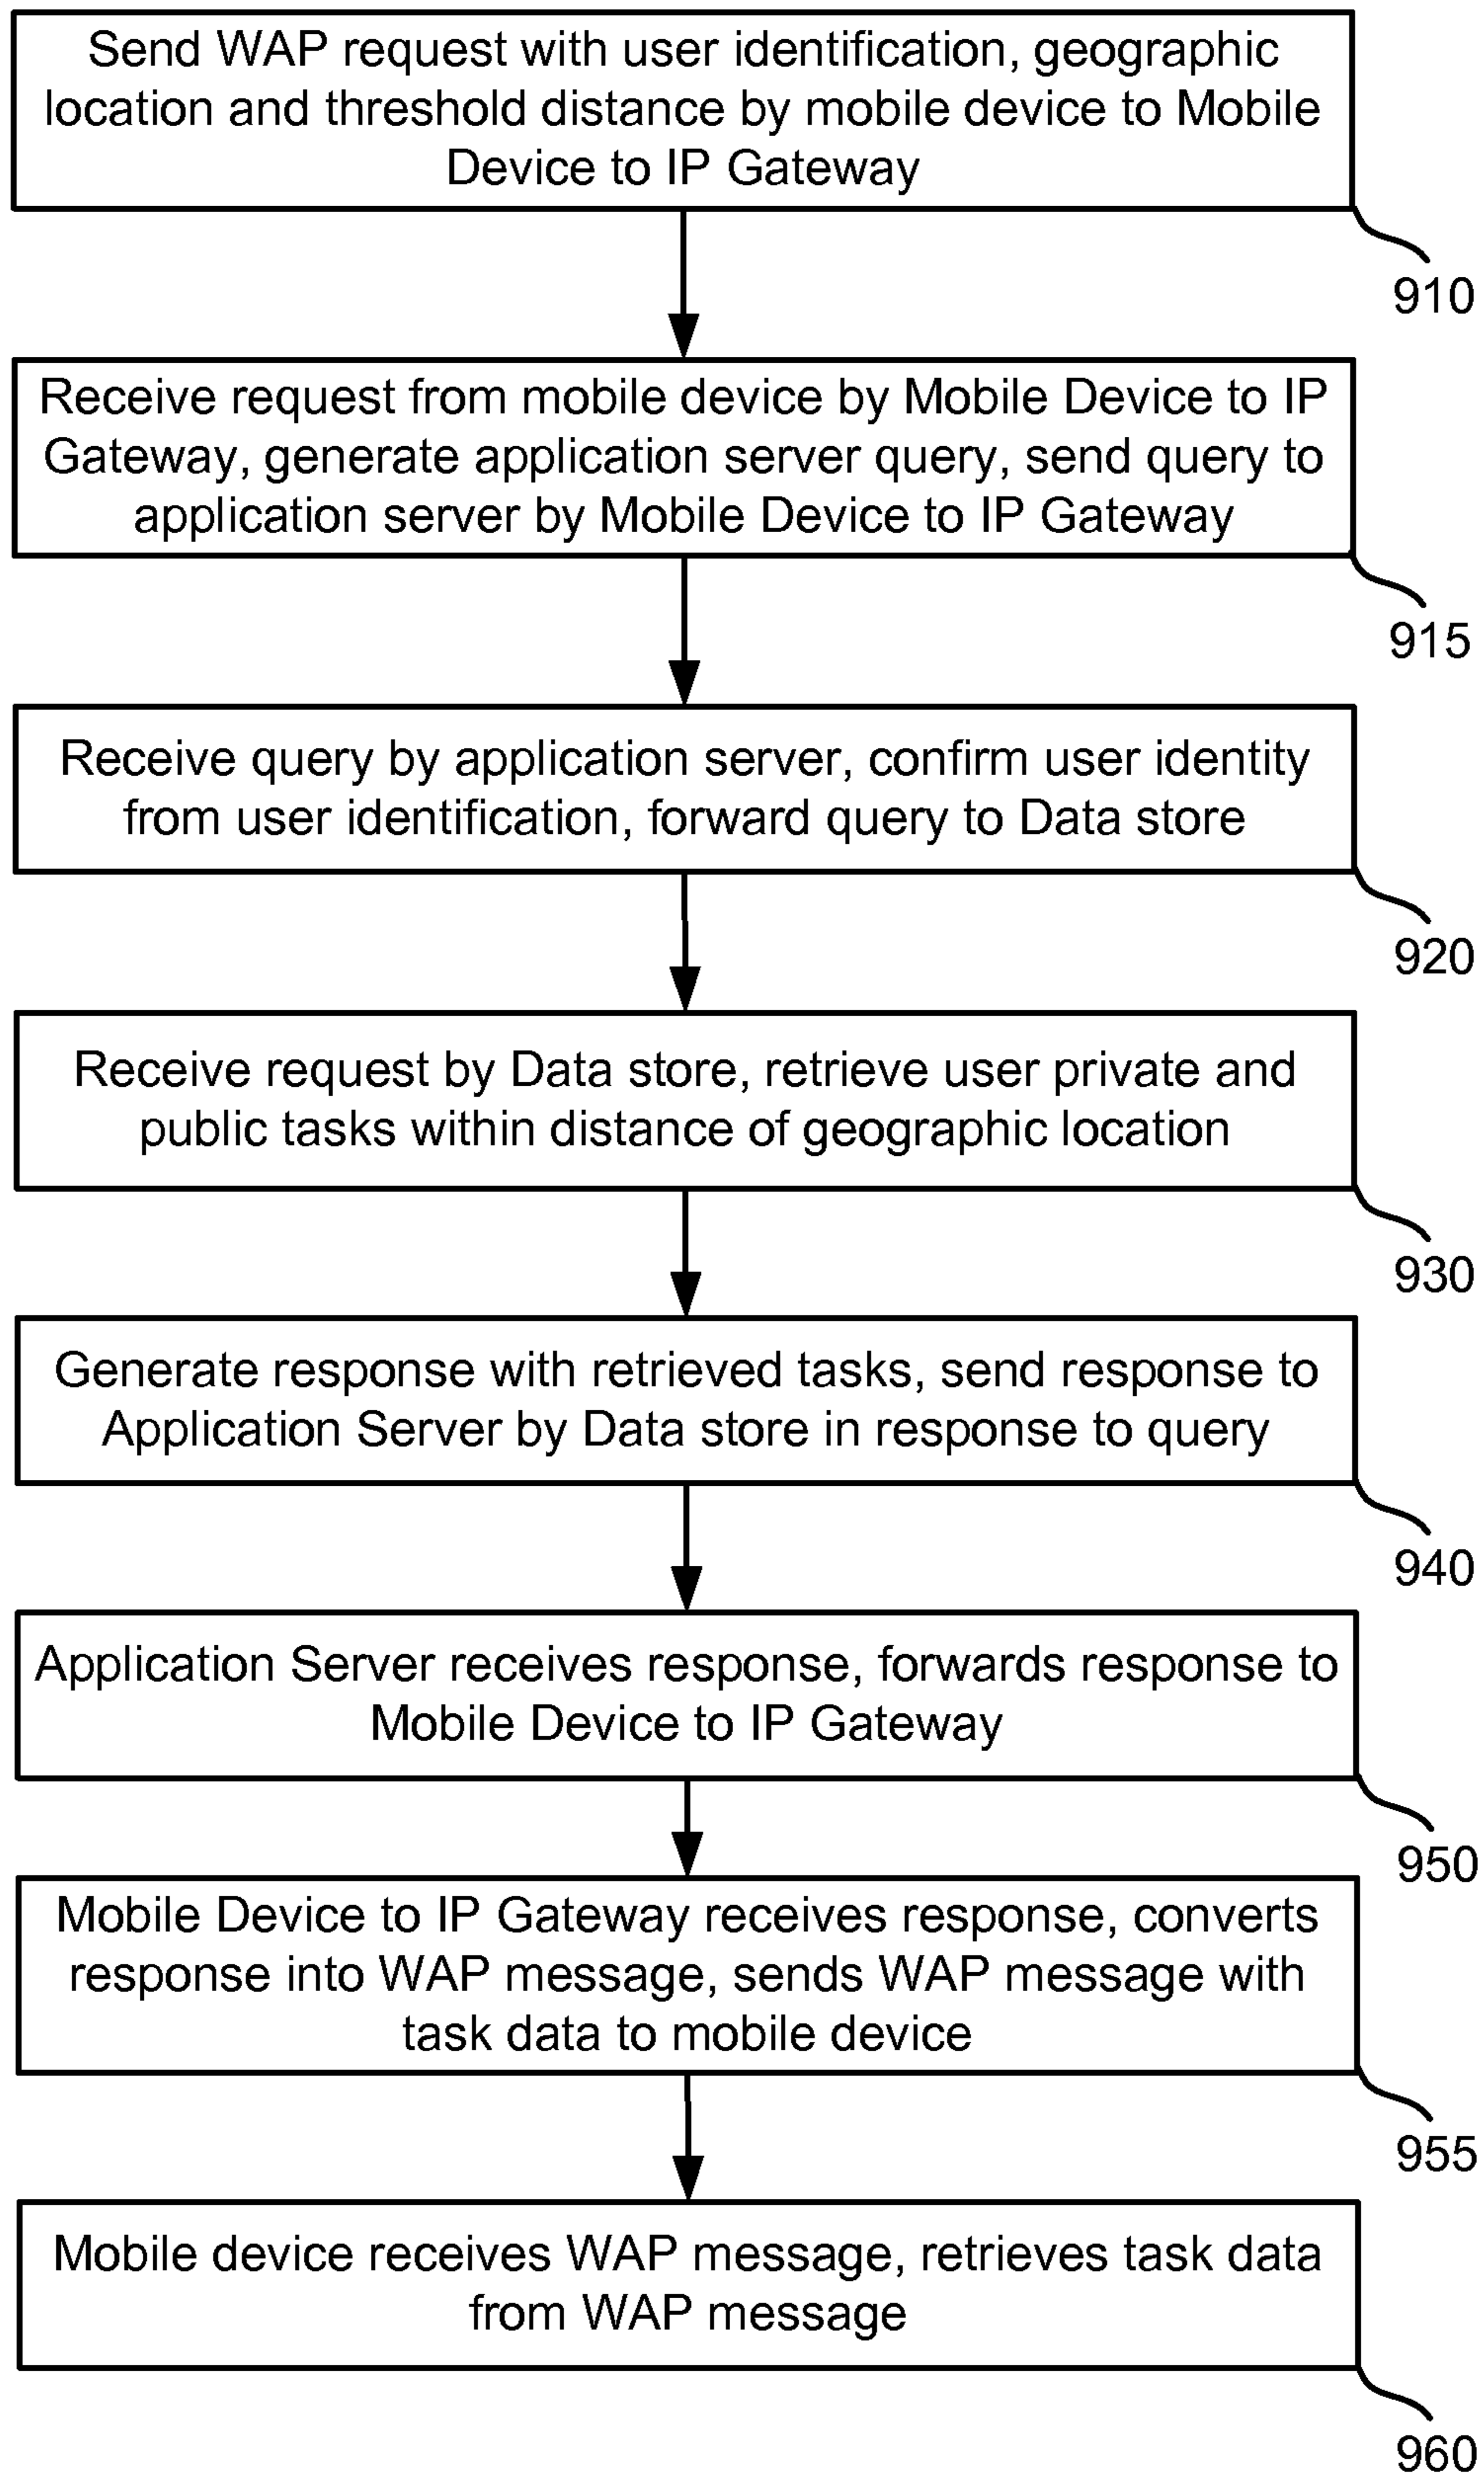 Send WAP request with user identification, geographic
location and threshold distance by mobile device to Mobile
Device to IP Gateway
910
Receive request from mobile device by Mobile Device to IP
Gateway, generate application server query, send query to
application server by Mobile Device to IP Gateway
915
Receive query by application server, confirm user identity
from user identification, forward query to Data store
920
Receive request by Data store, retrieve user private and
public tasks within distance of geographic location
930
Generate response with retrieved tasks, send response to
Application Server by Data store in response to query
940
Application Server receives response, forwards response to
Mobile Device to IP Gateway
950
Mobile Device to IP Gateway receives response, converts
response into WAP message, sends WAP message with
task data to mobile device
955
Mobile device receives WAP message, retrieves task data
from WAP message
960